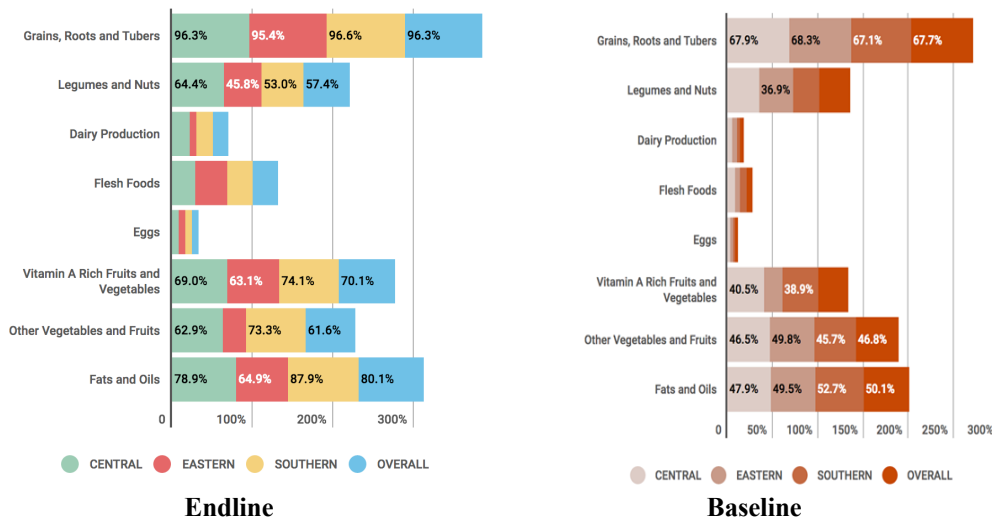 Grains, Roots and Tubers 96.3% 95.4% 96.6% 96.3%
Legumes and Nuts 64.4% 45.8% 53.0% 57.4%
Dairy Production
Flesh Foods
Eggs
Vitamin A Rich Fruits and
Vegetables 69.0% 63.1% 74.1% 70.1%
Other Vegetables and Fruits 62.9% 73.3% 61.6%
Fats and Oils 78.9% 64.9% 87.9% 80.1%
0 100% 200% 300%
CENTRAL EASTERN SOUTHERN OVERALL
Endline
Grains, Roots and Tubers 67.9% 68.3% 67.1% 67.7%
Legumes and Nuts 36.9%
Dairy Production
Flesh Foods
Eggs
Vitamin A Rich Fruits and
Vegetables 40.5% 38.9%
Other Vegetables and Fruits 46.5% 49.8% 45.7% 46.8%
Fats and Oils 47.9% 49.5% 52.7% 50.1%
0 50% 100% 150% 200% 250% 300%
CENTRAL EASTERN SOUTHERN OVERALL
Baseline